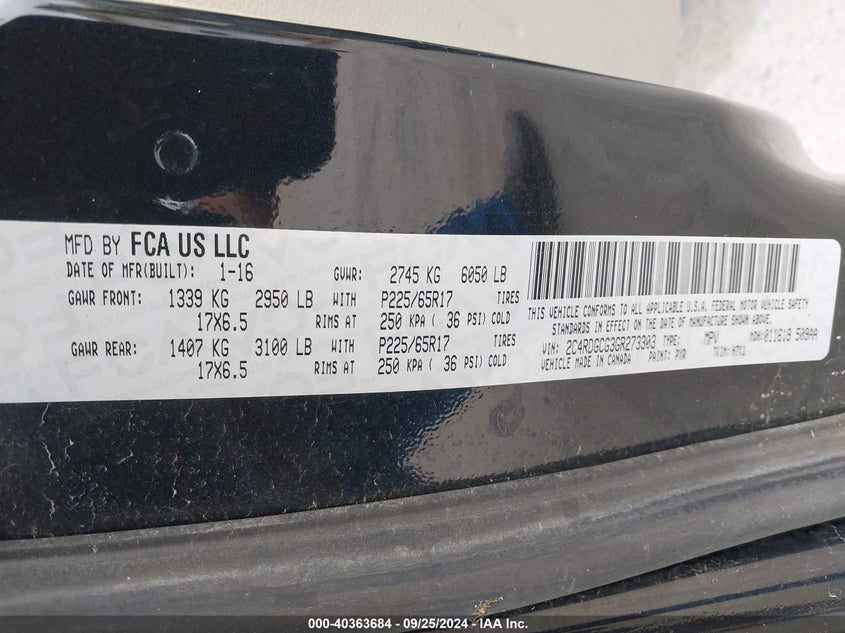 MFD BY FCA US LLC
DATE OF MFR(BUILT): 1-16 GVWR: 2745 KG 6050 LB
GAWR FRONT: 1339 KG 2950 LB WITH P225/65R17 TIRES
17X6.5 RIMS AT 250 KPA ( 36 PSI) COLD
GAWR REAR: 1407 KG 3100 LB WITH P225/65R17 TIRES
17X6.5 RIMS AT 250 KPA ( 36 PSI) COLD
THIS VEHICLE CONFORMS TO ALL APPLICABLE U.S.A. FEDERAL MOTOR VEHICLE SAFETY
STANDARDS IN EFFECT ON THE DATE OF MANUFACTURE SHOWN ABOVE.
VIN: 2C4RDGCG3GR273303 TYPE: MPV MDH:011619 509AA
VEHICLE MADE IN CANADA PAINT: PXR TRIM:
000-40363684 - 09/25/2024 - IAA Inc.